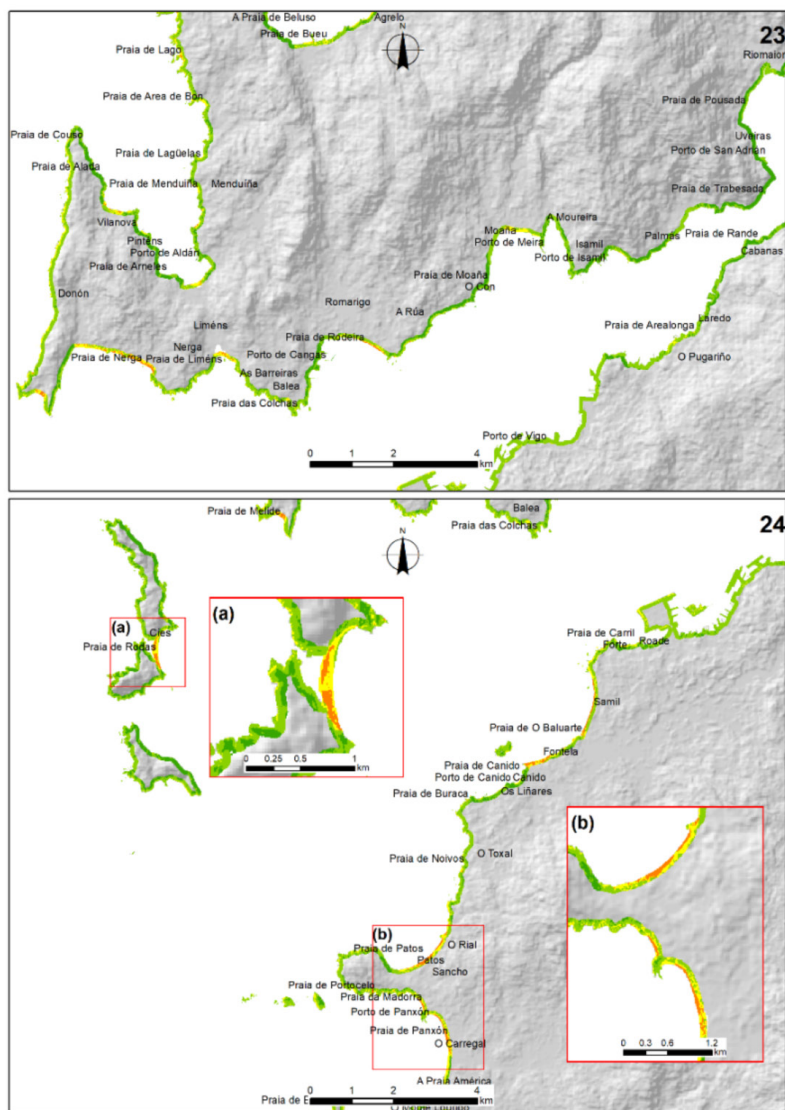 A Praia de Beluso
Agrelo
Praia de Bueu
N
23
Praia de Lago
Riomaior
Praia de Area de Bon
Praia de Pousada
Praia de Couso
Uveiras
Praia de Lagüelas
Porto de San Adrián
Praia de Alada
Praia de Menduiña
Menduíña
Praia de Trabesada
Vilanova
A Moureira
Moaña
Pinténs
Porto de Meira
Isamil
Palmás
Praia de Rande
Porto de Aldán
Porto de Isamil
Cabanas
Praia de Arneles
Praia de Moaña
O Con
Donón
Romarigo
A Rúa
Laredo
Liméns
Praia de Arealonga
Praia de Rodeira
Nerga
Praia de Nerga
Praia de Liméns
Porto de Cangas
O Pugariño
As Barreiras
Balea
Praia das Colchas
Porto de Vigo
0 1 2 4
km
Praia de Melide
Balea
24
Praia das Colchas
N
(a)
(a)
Praia de Carril
Cíes
Forte
Roade
Praia de Rodas
Samil
Praia de O Baluarte
0 0.25 0.5 1
km
Fontela
Praia de Canido
Porto de Canido
Canido
Praia de Buraca
Os Liñares
(b)
Praia de Noivos
O Toxal
(b)
Praia de Patos
O Rial
Patos
Sancho
Praia de Portocelo
Praia da Madorra
Porto de Panxón
Praia de Panxón
O Carregal
0 0.3 0.6 1.2
km
A Praia América
0 1 2 4
km